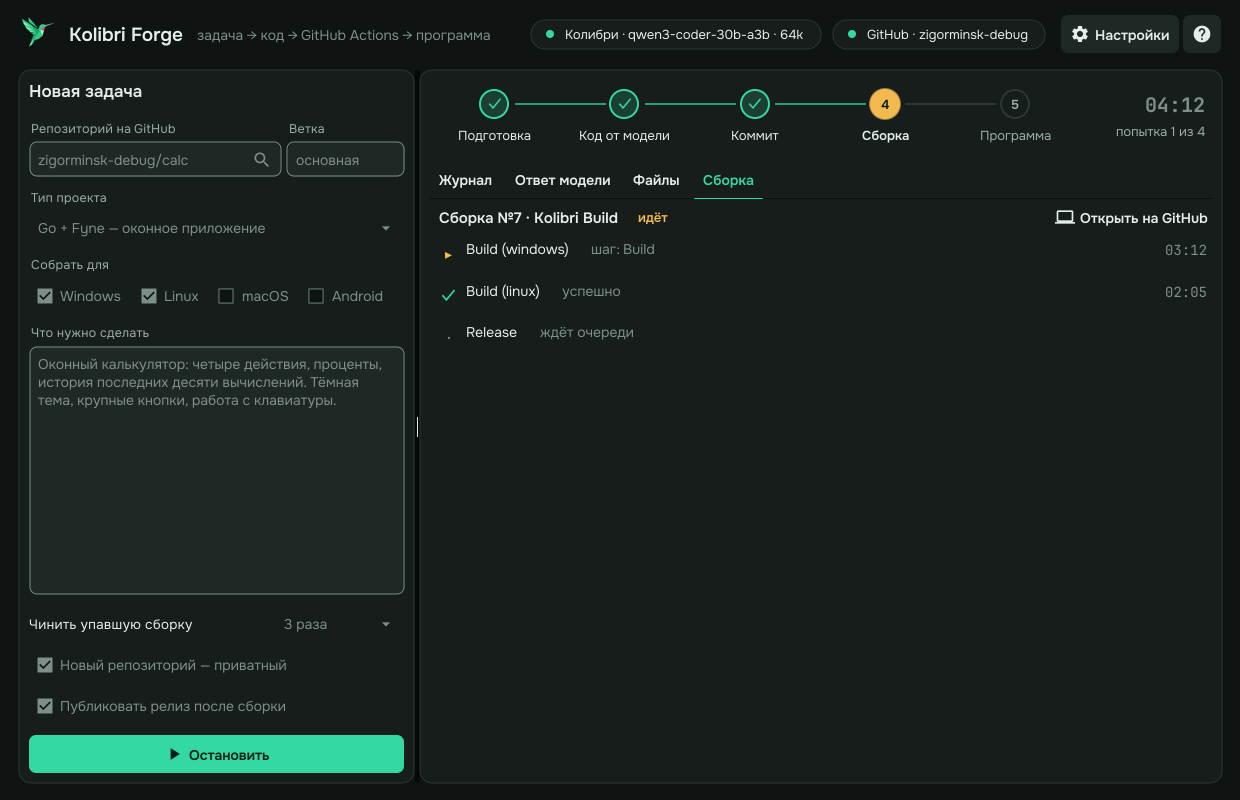 Kolibri Forge
задача → код → GitHub Actions → программа
Колибри · qwen3-coder-30b-a3b · 64k
GitHub · zigorminsk-debug
Настройки
?
Новая задача
Репозиторий на GitHub
Ветка
zigorminsk-debug/calc
основная
Тип проекта
Go + Fyne — оконное приложение
Собрать для
Windows
Linux
macOS
Android
Что нужно сделать
Оконный калькулятор: четыре действия, проценты,
история последних десяти вычислений. Тёмная
тема, крупные кнопки, работа с клавиатуры.
Чинить упавшую сборку
3 раза
Новый репозиторий — приватный
Публиковать релиз после сборки
Остановить
4
5
04:12
Подготовка
Код от модели
Коммит
Сборка
Программа
попытка 1 из 4
Журнал
Ответ модели
Файлы
Сборка
Сборка №7 · Kolibri Build
идёт
Открыть на GitHub
Build (windows)
шаг: Build
03:12
Build (linux)
успешно
02:05
Release
ждёт очереди